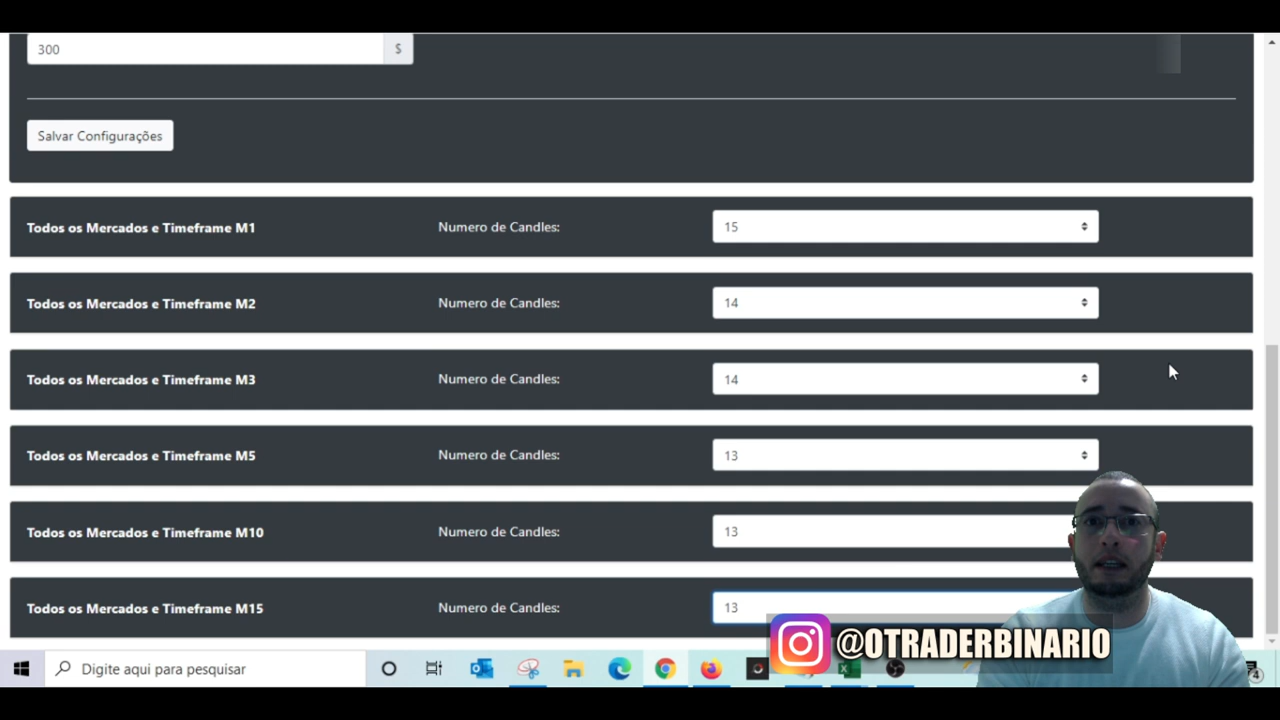 300 $
Salvar Configurações
Todos os Mercados e Timeframe M1 Numero de Candles: 15
Todos os Mercados e Timeframe M2 Numero de Candles: 14
Todos os Mercados e Timeframe M3 Numero de Candles: 14
Todos os Mercados e Timeframe M5 Numero de Candles: 13
Todos os Mercados e Timeframe M10 Numero de Candles: 13
Todos os Mercados e Timeframe M15 Numero de Candles: 13
@OTRADERBINARIO
Digite aqui para pesquisar
4